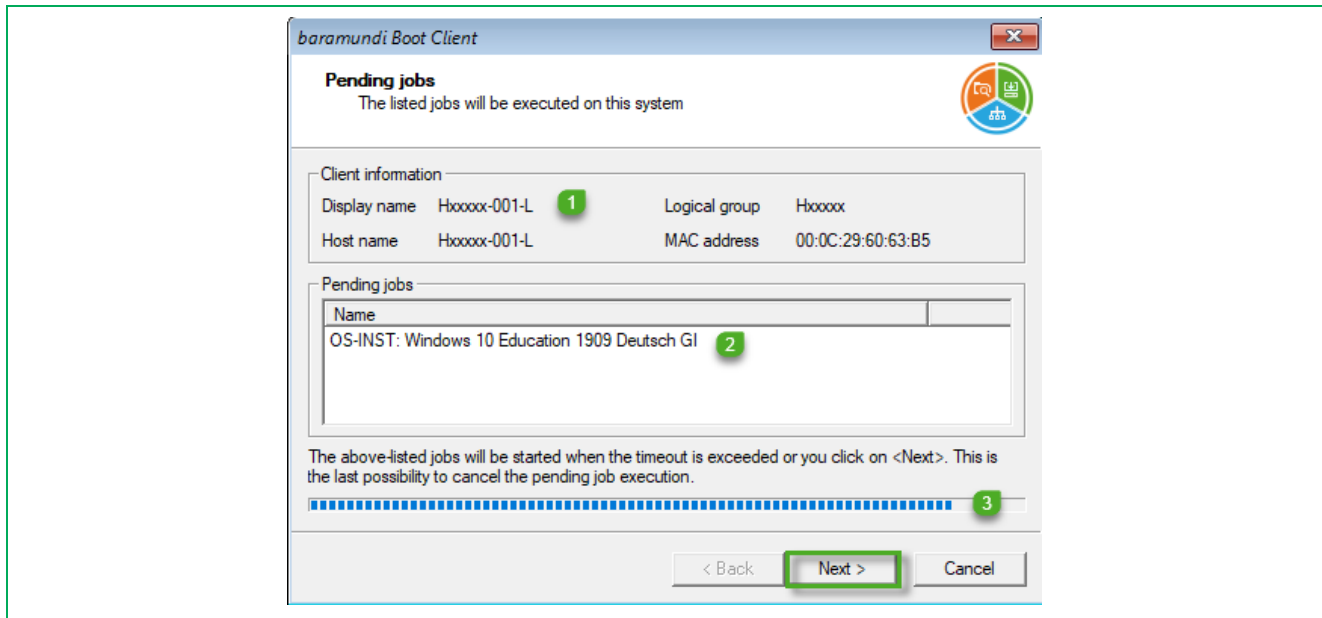 baramundi Boot Client
Pending jobs
The listed jobs will be executed on this system
Client information
Display name Hxxxxx-001-L 1 Logical group Hxxxxx
Host name Hxxxxx-001-L MAC address 00:0C:29:60:63:B5
Pending jobs
Name
OS-INST: Windows 10 Education 1909 Deutsch GI 2
The above-listed jobs will be started when the timeout is exceeded or you click on <Next>. This is
the last possibility to cancel the pending job execution.
3
< Back Next > Cancel